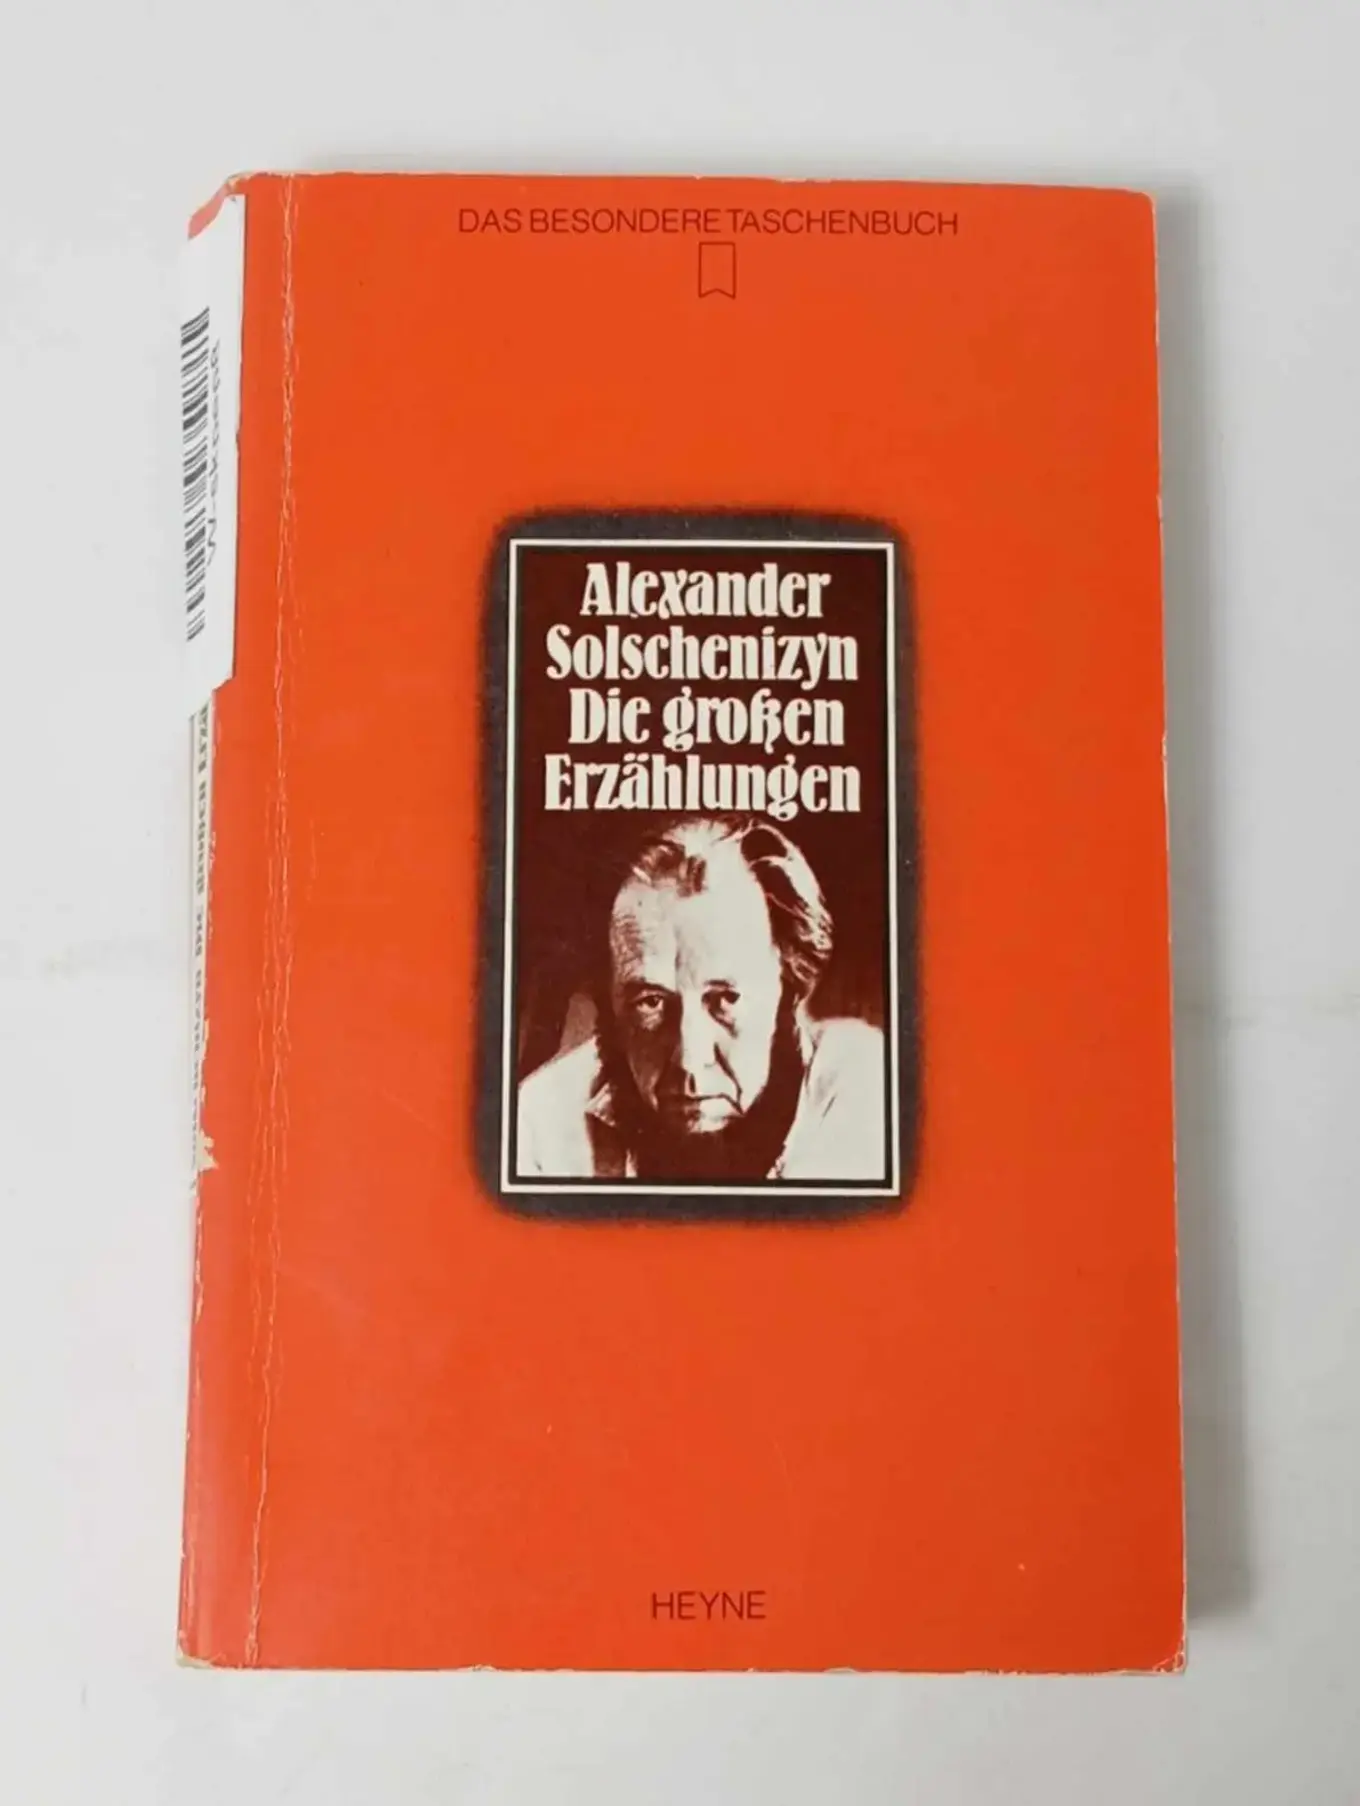 DAS BESONDERE TASCHENBUCH
Alexander
Solschenizyn
Die großen
Erzählungen
HEYNE